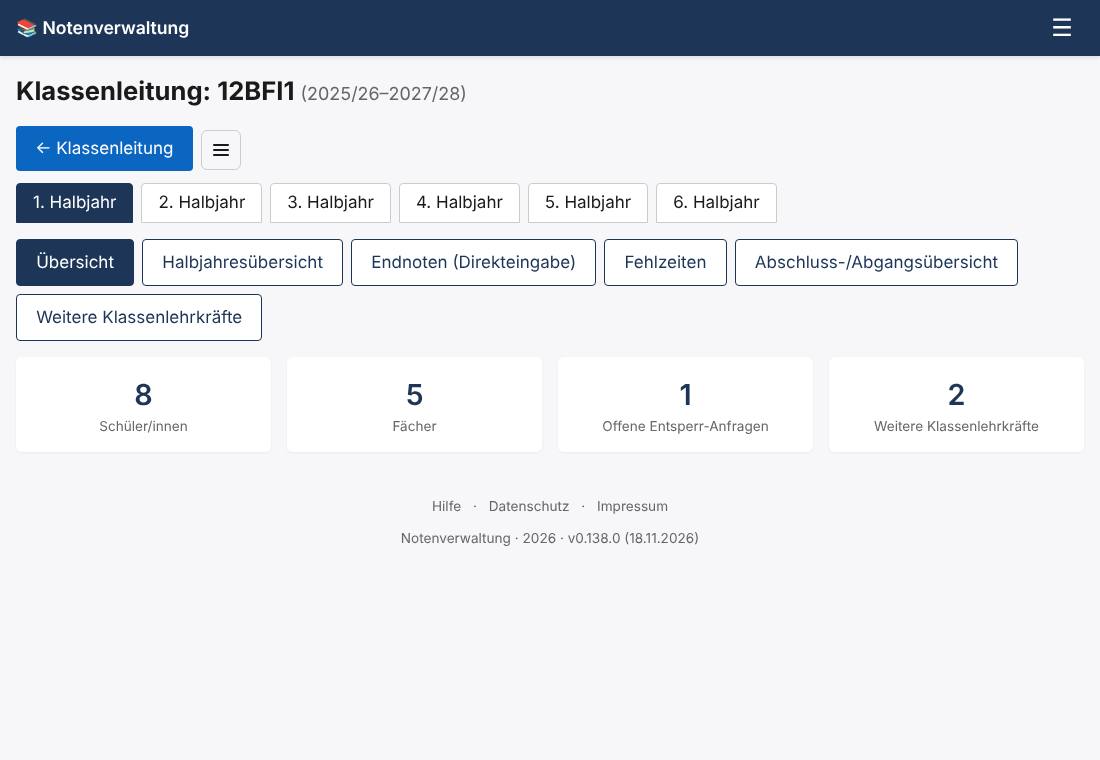 📚 Notenverwaltung ☰
Klassenleitung: 12BFI1 (2025/26–2027/28)
← Klassenleitung
1. Halbjahr 2. Halbjahr 3. Halbjahr 4. Halbjahr 5. Halbjahr 6. Halbjahr
Übersicht Halbjahresübersicht Endnoten (Direkteingabe) Fehlzeiten Abschluss-/Abgangsübersicht
Weitere Klassenlehrkräfte
8 5 1 2
Schüler/innen Fächer Offene Entsperr-Anfragen Weitere Klassenlehrkräfte
Hilfe · Datenschutz · Impressum
Notenverwaltung · 2026 · v0.138.0 (18.11.2026)